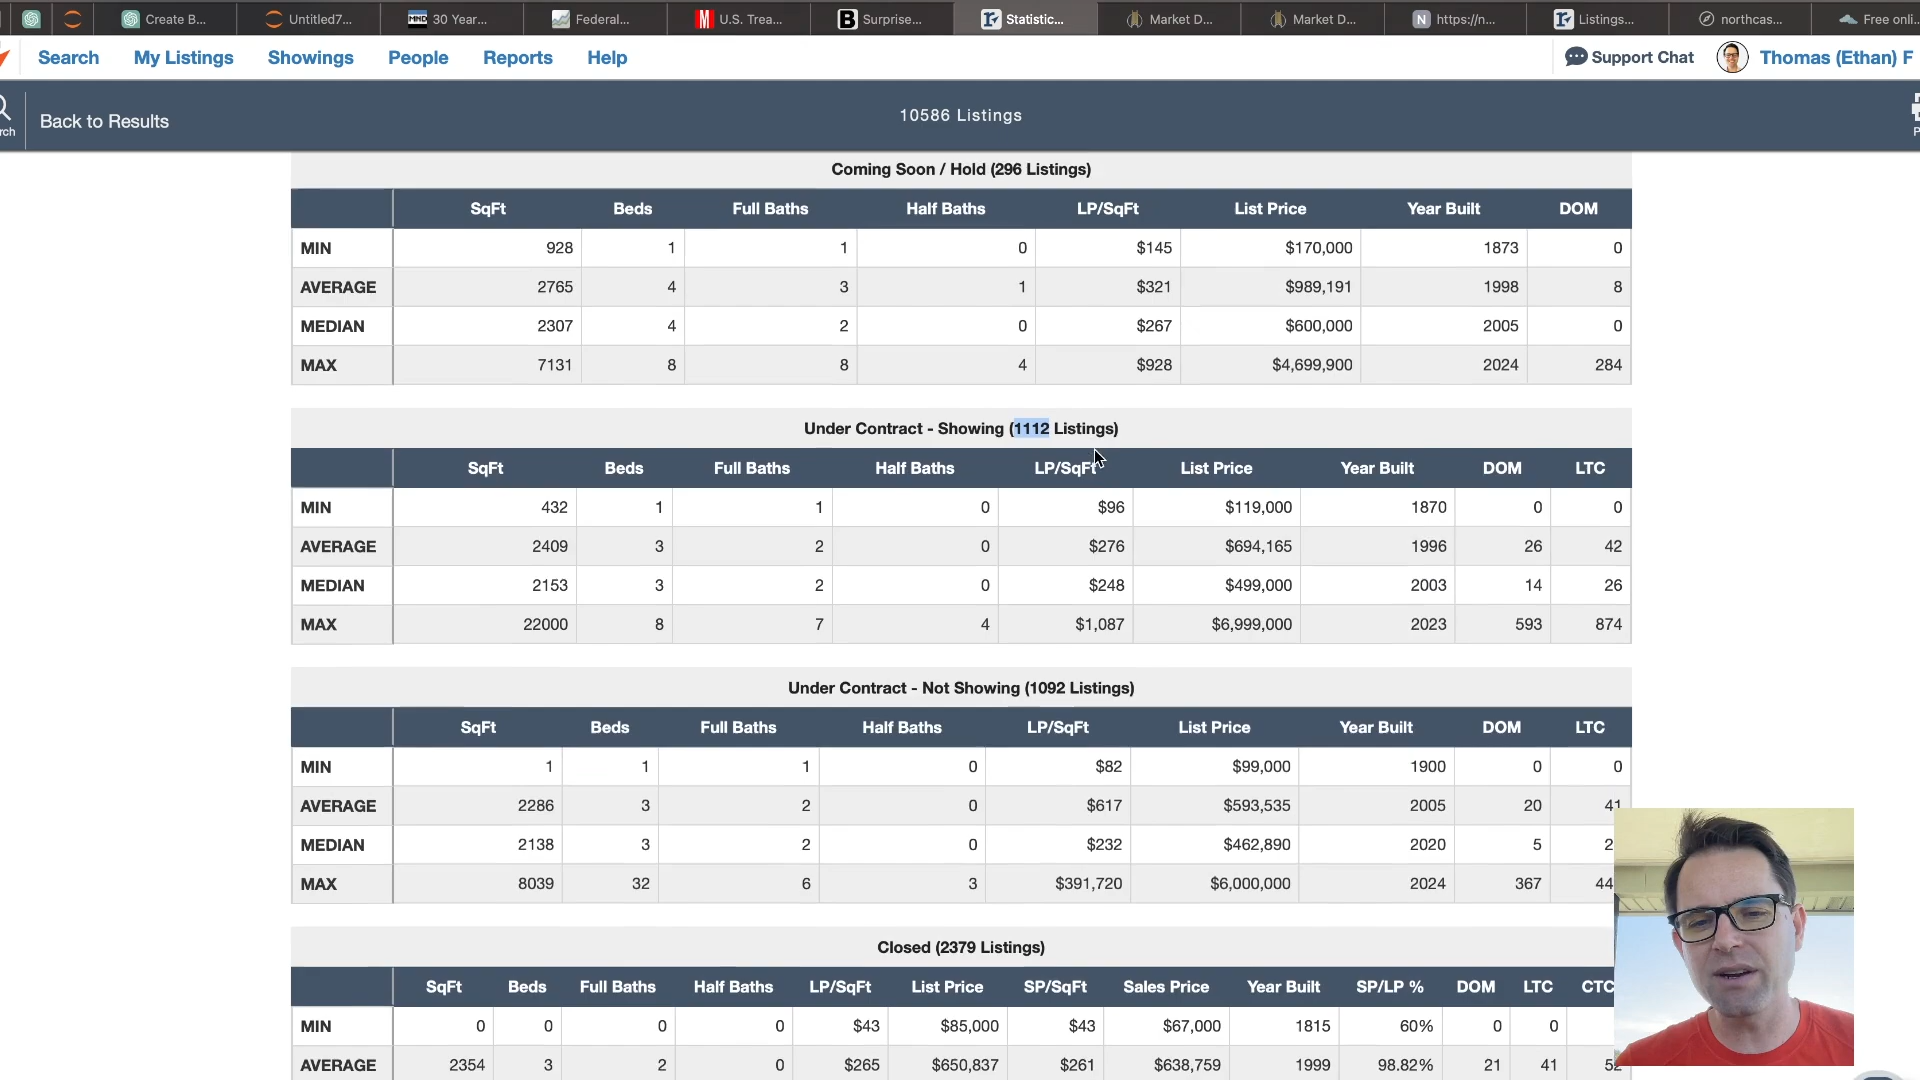 Create B... Untitled7... MND 30 Year... Federal... M U.S. Trea... B Surprise... r Statistic... Market D... Market D... N https://n... r Listings... northcas... Free onli...
Search My Listings Showings People Reports Help Support Chat Thomas (Ethan) F
rch Back to Results 10586 Listings
Coming Soon / Hold (296 Listings)
SqFt Beds Full Baths Half Baths LP/SqFt List Price Year Built DOM
MIN 928 1 1 0 $145 $170,000 1873 0
AVERAGE 2765 4 3 1 $321 $989,191 1998 8
MEDIAN 2307 4 2 0 $267 $600,000 2005 0
MAX 7131 8 8 4 $928 $4,699,900 2024 284
Under Contract - Showing (1112 Listings)
SqFt Beds Full Baths Half Baths LP/SqFt List Price Year Built DOM LTC
MIN 432 1 1 0 $96 $119,000 1870 0 0
AVERAGE 2409 3 2 0 $276 $694,165 1996 26 42
MEDIAN 2153 3 2 0 $248 $499,000 2003 14 26
MAX 22000 8 7 4 $1,087 $6,999,000 2023 593 874
Under Contract - Not Showing (1092 Listings)
SqFt Beds Full Baths Half Baths LP/SqFt List Price Year Built DOM LTC
MIN 1 1 1 0 $82 $99,000 1900 0 0
AVERAGE 2286 3 2 0 $617 $593,535 2005 20 41
MEDIAN 2138 3 2 0 $232 $462,890 2020 5 2
MAX 8039 32 6 3 $391,720 $6,000,000 2024 367 44
Closed (2379 Listings)
SqFt Beds Full Baths Half Baths LP/SqFt List Price SP/SqFt Sales Price Year Built SP/LP % DOM LTC CTC
MIN 0 0 0 0 $43 $85,000 $43 $67,000 1815 60% 0 0
AVERAGE 2354 3 2 0 $265 $650,837 $261 $638,759 1999 98.82% 21 41 52